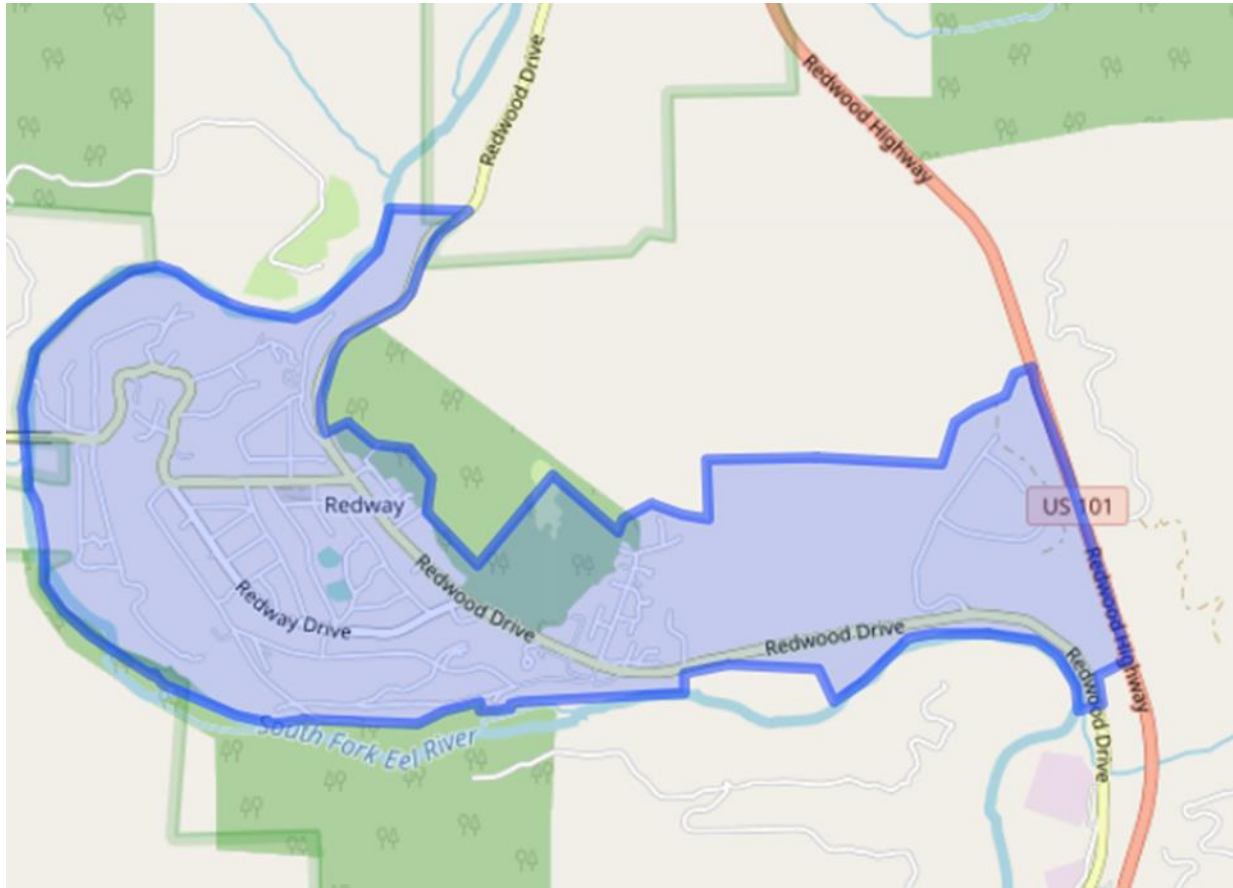 Redwood Drive
Redwood Highway
Redway
US 101
Redwood Drive
Redway Drive
Redwood Drive
Redwood Highway
Redwood Drive
South Fork Eel River